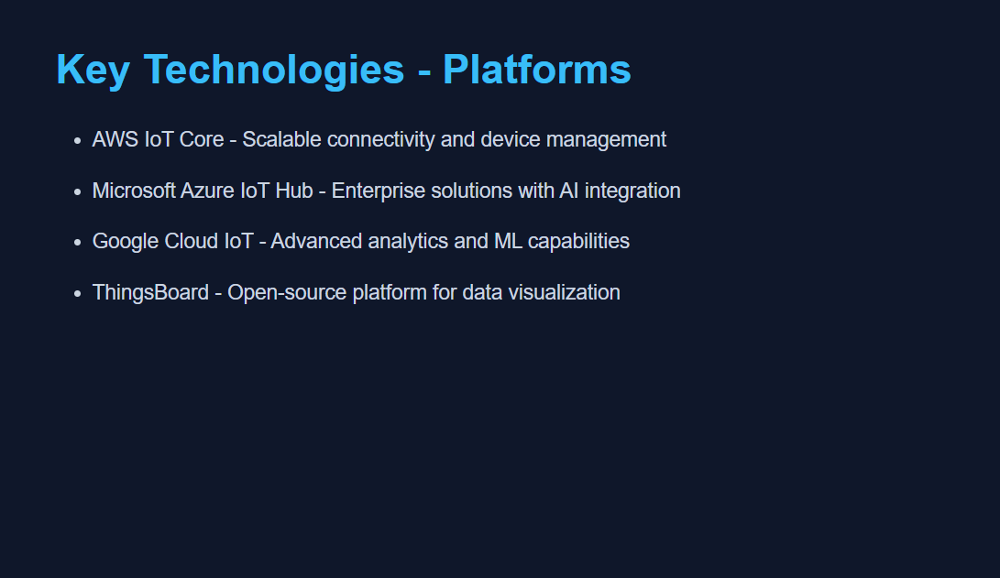 Key Technologies - Platforms
• AWS IoT Core - Scalable connectivity and device management
• Microsoft Azure IoT Hub - Enterprise solutions with AI integration
• Google Cloud IoT - Advanced analytics and ML capabilities
• ThingsBoard - Open-source platform for data visualization